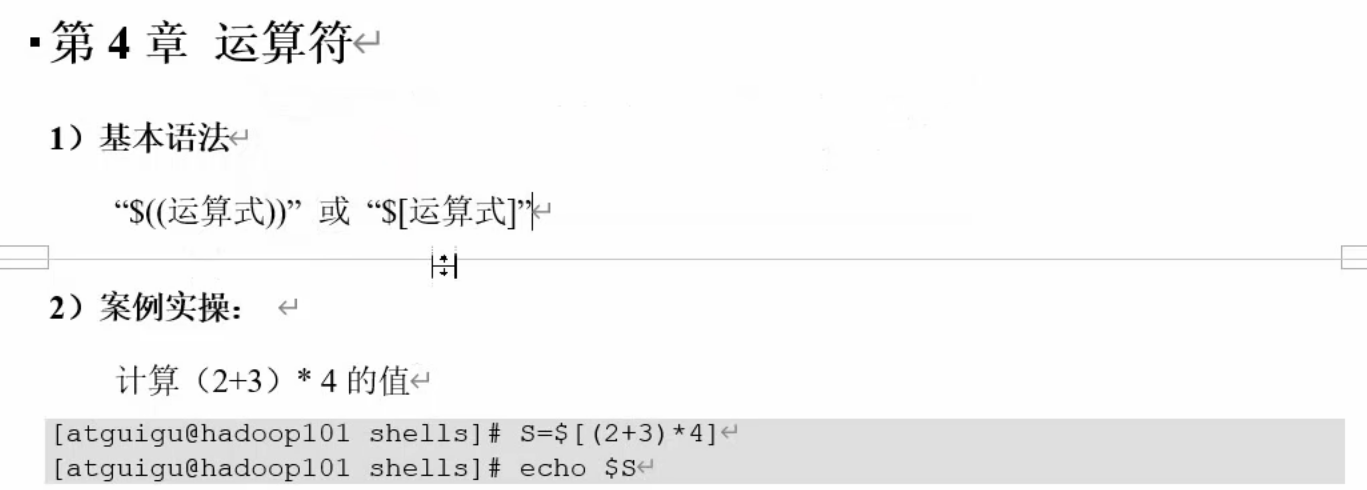 第 4 章 运算符
1）基本语法
“$((运算式))” 或 “$[运算式]”
2）案例实操：
计算（2+3）* 4 的值
[atguigu@hadoop101 shells]# S=$[(2+3)*4]
[atguigu@hadoop101 shells]# echo $S